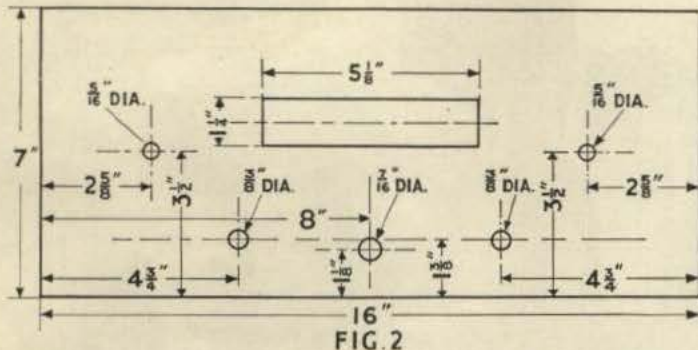 5 1/8"
5/16" DIA.
1 1/4"
5/16" DIA.
7"
2 5/8"
3 1/2"
3/8" DIA.
7/16" DIA.
3/8" DIA.
3 1/2"
2 5/8"
8"
4 3/4"
1 1/8"
1 3/8"
4 3/4"
16"
FIG.2